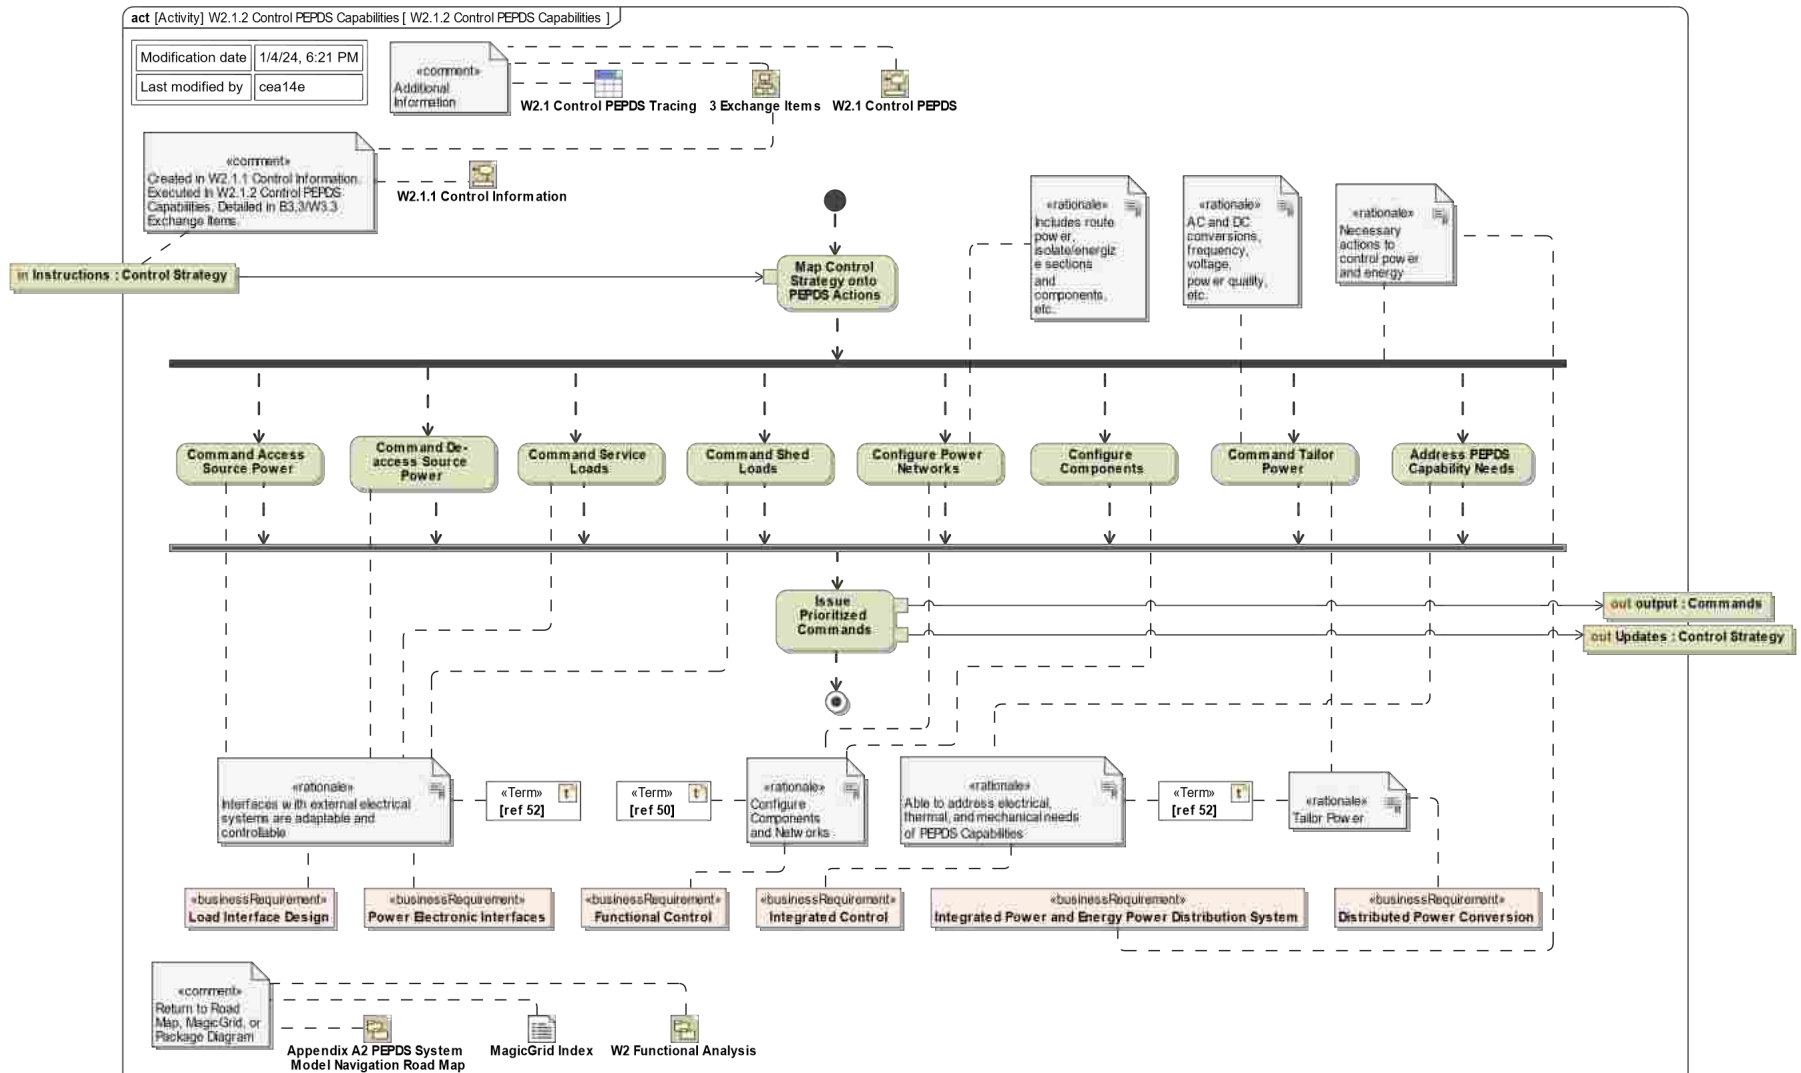 act [Activity] W2.1.2 Control PEPDS Capabilities [ W2.1.2 Control PEPDS Capabilities ]
Modification date 1/4/24, 6:21 PM
Last modified by cea14e
«comment»
Additional
Information
W2.1 Control PEPDS Tracing
3 Exchange Items
W2.1 Control PEPDS
«comment»
Created in W2.1.1 Control Information.
Executed in W2.1.2 Control PEPDS
Capabilities. Detailed in B3.3/W3.3
Exchange Items.
W2.1.1 Control Information
«rationale»
Includes route
power,
isolate/energiz
e sections
and
components,
etc.
«rationale»
AC and DC
conversions,
frequency,
voltage,
power quality,
etc.
«rationale»
Necessary
actions to
control power
and energy
in Instructions : Control Strategy
Map Control
Strategy onto
PEPDS Actions
Command Access
Source Power
Command De-
access Source
Power
Command Service
Loads
Command Shed
Loads
Configure Power
Networks
Configure
Components
Command Tailor
Power
Address PEPDS
Capability Needs
Issue
Prioritized
Commands
out output : Commands
out Updates : Control Strategy
«rationale»
Interfaces with external electrical
systems are adaptable and
controllable
«Term»
[ref 52]
«Term»
[ref 50]
«rationale»
Configure
Components
and Networks
«rationale»
Able to address electrical,
thermal, and mechanical needs
of PEPDS Capabilities
«Term»
[ref 52]
«rationale»
Tailor Power
«businessRequirement»
Load Interface Design
«businessRequirement»
Power Electronic Interfaces
«businessRequirement»
Functional Control
«businessRequirement»
Integrated Control
«businessRequirement»
Integrated Power and Energy Power Distribution System
«businessRequirement»
Distributed Power Conversion
«comment»
Return to Road
Map, MagicGrid, or
Package Diagram
Appendix A2 PEPDS System
Model Navigation Road Map
MagicGrid Index
W2 Functional Analysis